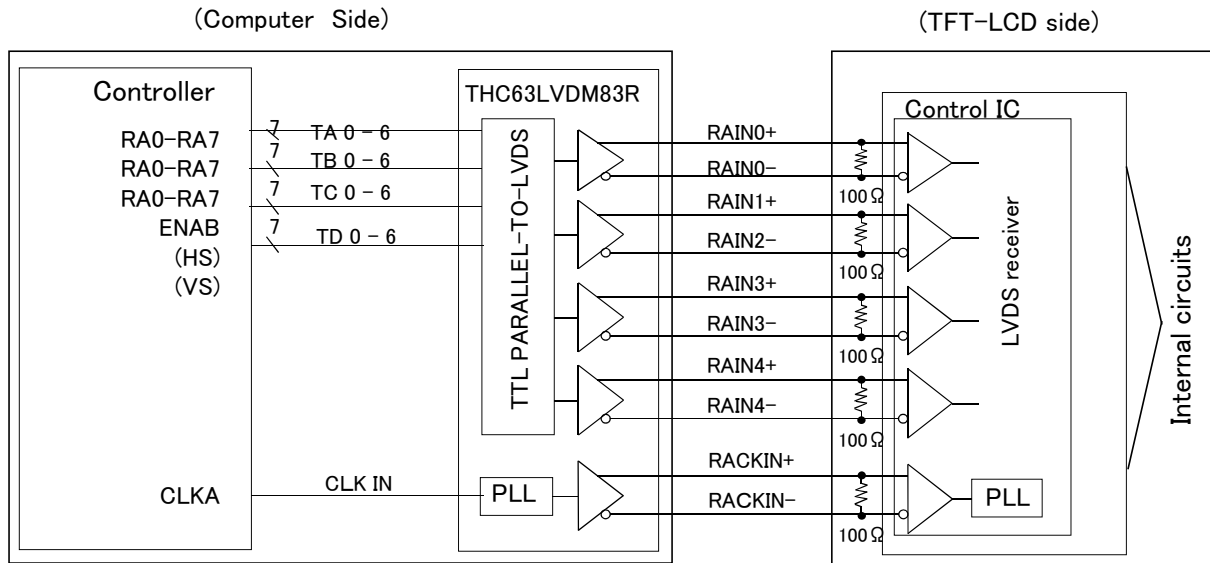 (Computer Side)
(TFT-LCD side)
Controller
RA0-RA7
RA0-RA7
RA0-RA7
ENAB
(HS)
(VS)
CLKA
7
TA 0 - 6
7
TB 0 - 6
7
TC 0 - 6
7
TD 0 - 6
CLK IN
THC63LVDM83R
TTL PARALLEL-TO-LVDS
PLL
RAIN0+
RAIN0-
RAIN1+
RAIN2-
RAIN3+
RAIN3-
RAIN4+
RAIN4-
RACKIN+
RACKIN-
100Ω
100Ω
100Ω
100Ω
100Ω
Control IC
LVDS receiver
PLL
Internal circuits